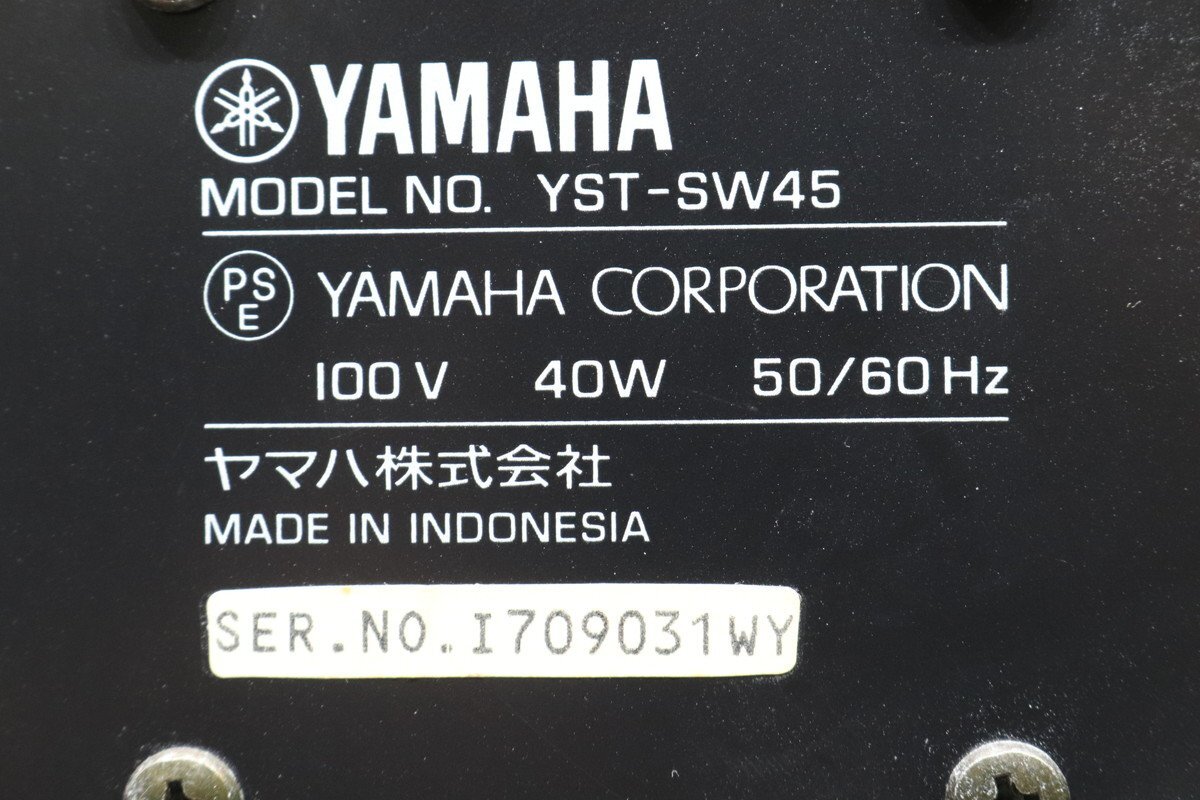 YAMAHA
MODEL NO. YST-SW45
PSE YAMAHA CORPORATION
100V 40W 50/60Hz
ヤマハ株式会社
MADE IN INDONESIA
SER.NO.I709031WY